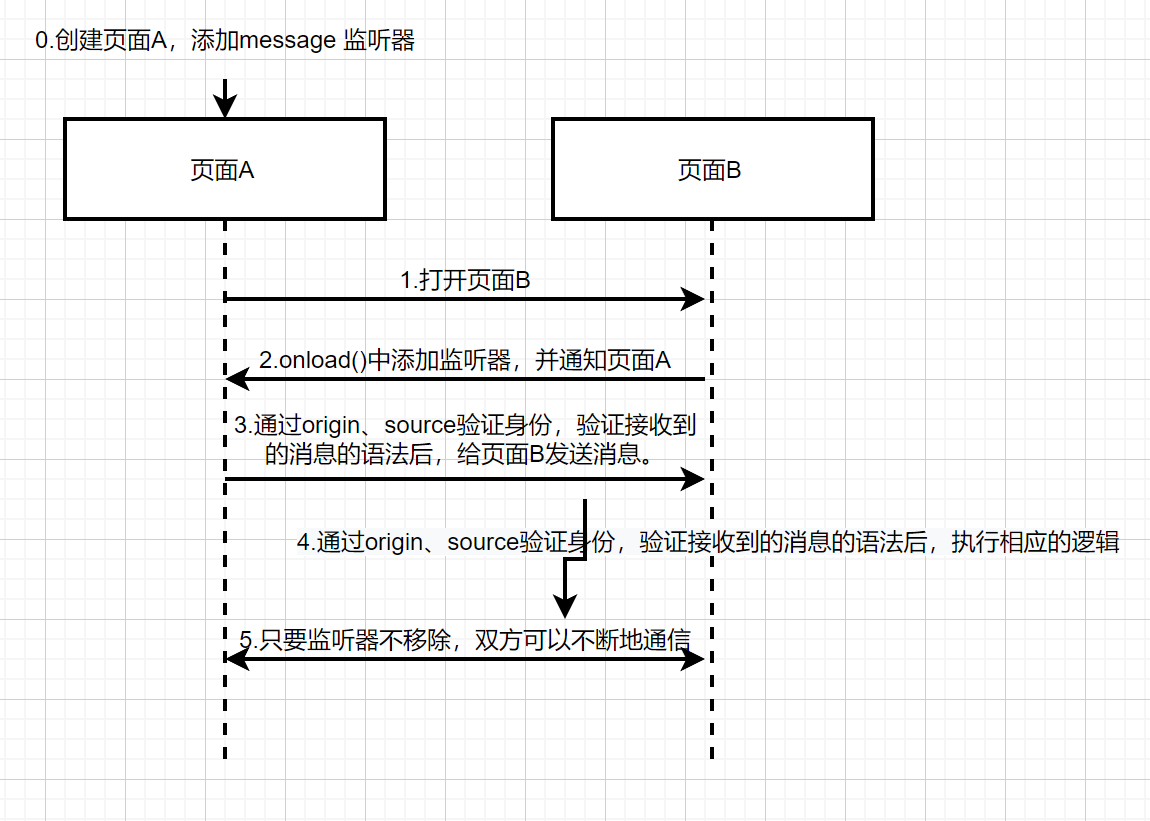 0.创建页面A，添加message 监听器
页面A
页面B
1.打开页面B
2.onload()中添加监听器，并通知页面A
3.通过origin、source验证身份，验证接收到
的消息的语法后，给页面B发送消息。
4.通过origin、source验证身份，验证接收到的消息的语法后，执行相应的逻辑
5.只要监听器不移除，双方可以不断地通信